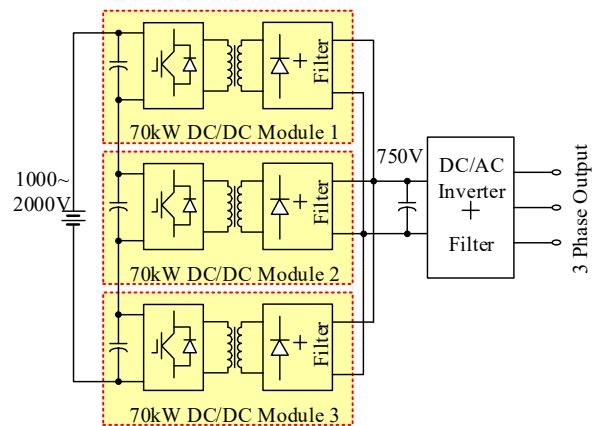 1000~
2000V
+
Filter
70kW DC/DC Module 1
+
Filter
70kW DC/DC Module 2
+
Filter
70kW DC/DC Module 3
750V
DC/AC
Inverter
+
Filter
3 Phase Output